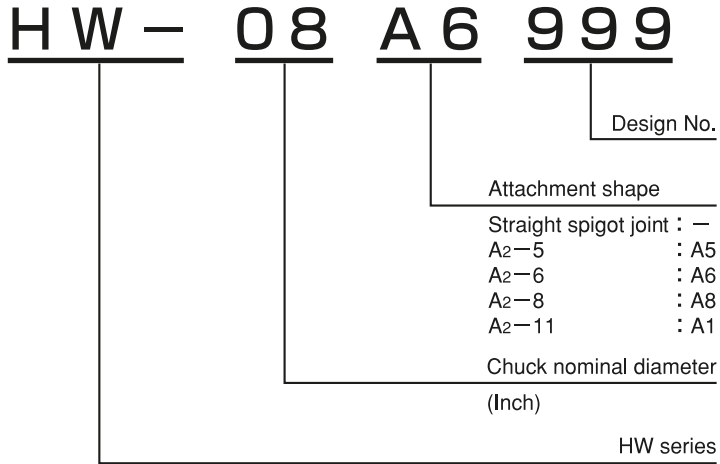 HW－ 08 A6 999
Design No.
Attachment shape
Straight spigot joint : －
A2－5 : A5
A2－6 : A6
A2－8 : A8
A2－11 : A1
Chuck nominal diameter
(Inch)
HW series